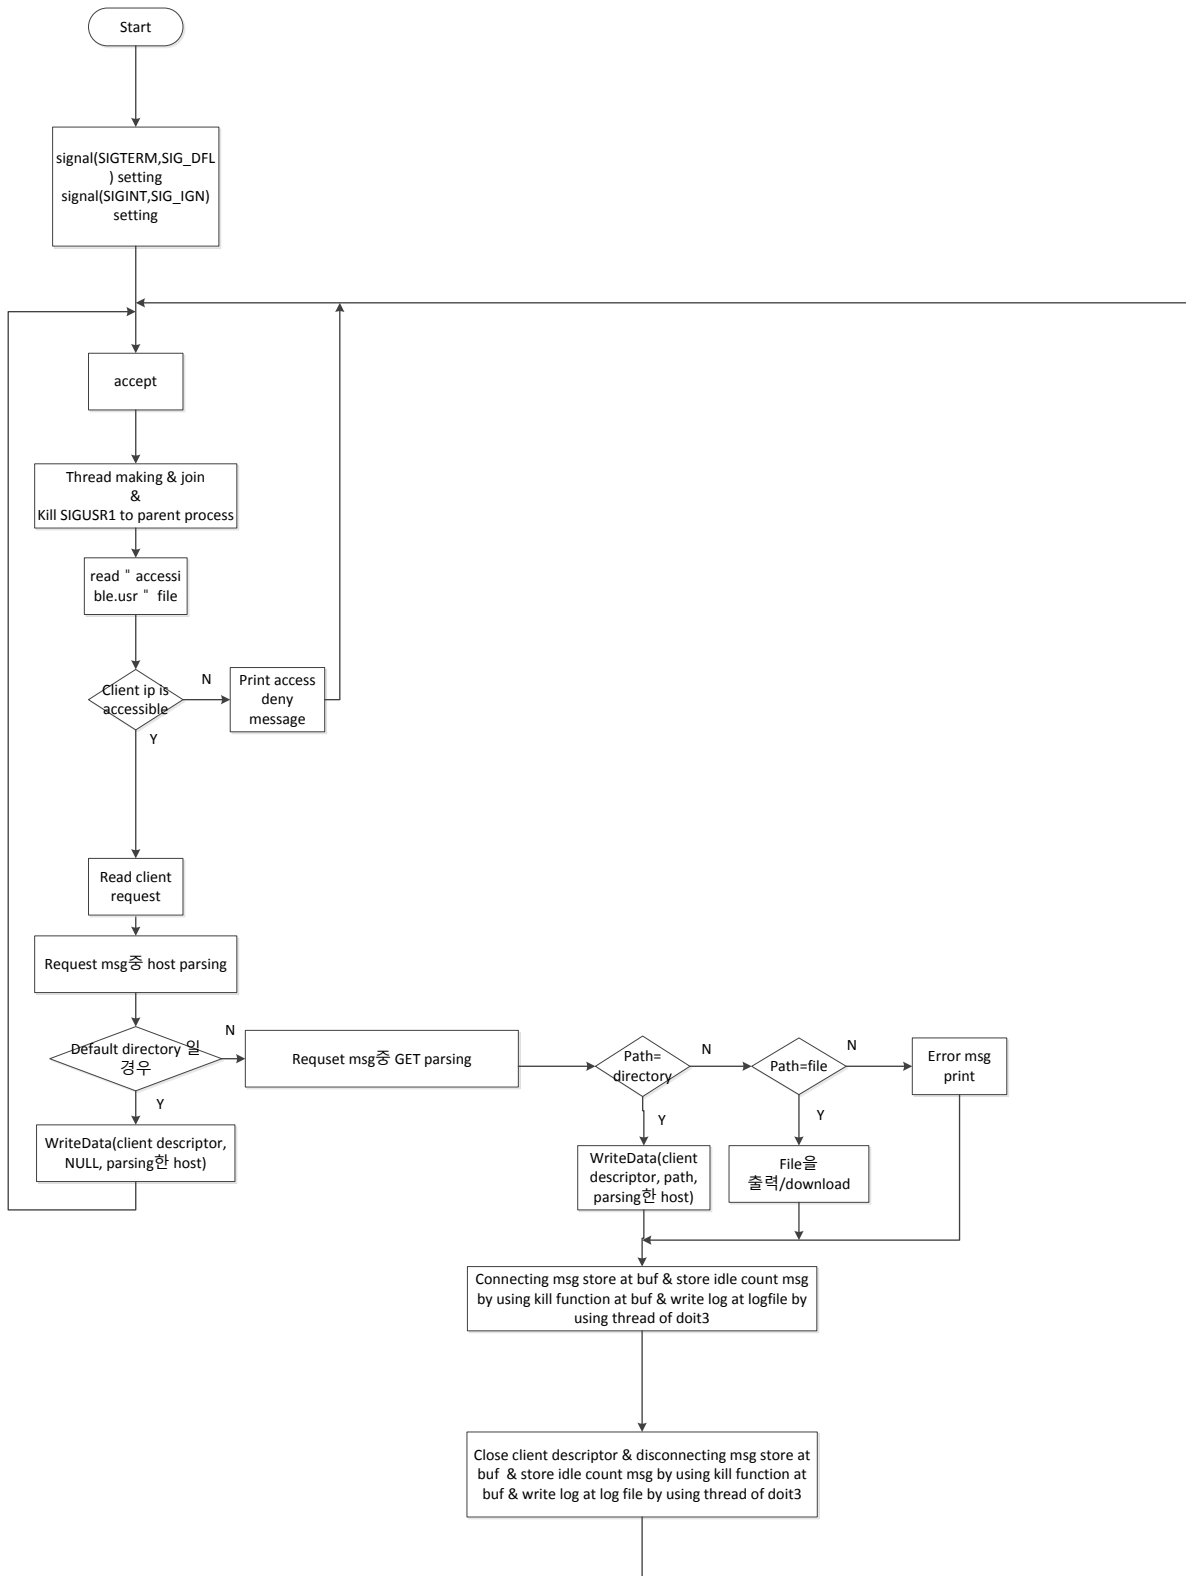 Start
signal(SIGTERM,SIG_DFL
) setting
signal(SIGINT,SIG_IGN)
setting
accept
Thread making & join
&
Kill SIGUSR1 to parent process
read " accessi
ble.usr " file
Client ip is
accessible
N
Print access
deny
message
Y
Read client
request
Request msg중 host parsing
Default directory 일
경우
N
Requset msg중 GET parsing
Path=
directory
N
Path=file
N
Error msg
print
Y
WriteData(client descriptor,
NULL, parsing한 host)
Y
WriteData(client
descriptor, path,
parsing한 host)
Y
File을
출력/download
Connecting msg store at buf & store idle count msg
by using kill function at buf & write log at logfile by
using thread of doit3
Close client descriptor & disconnecting msg store at
buf & store idle count msg by using kill function at
buf & write log at log file by using thread of doit3